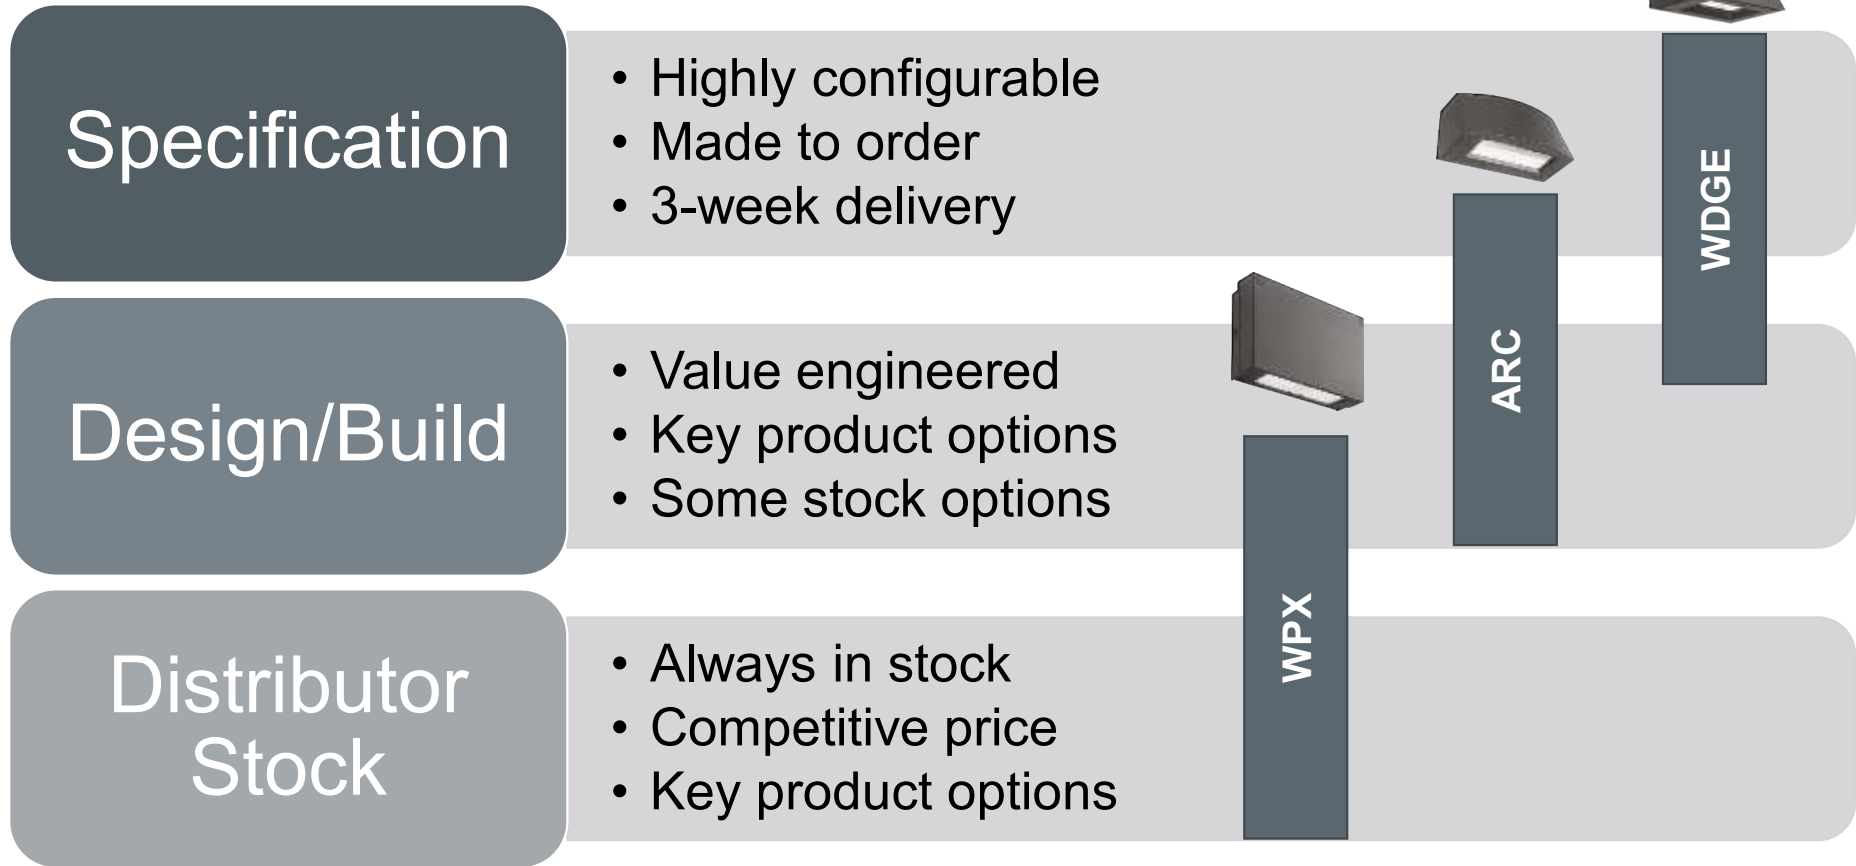 Specification
• Highly configurable
• Made to order
• 3-week delivery
WDGE
Design/Build
• Value engineered
• Key product options
• Some stock options
ARC
Distributor
Stock
• Always in stock
• Competitive price
• Key product options
WPX